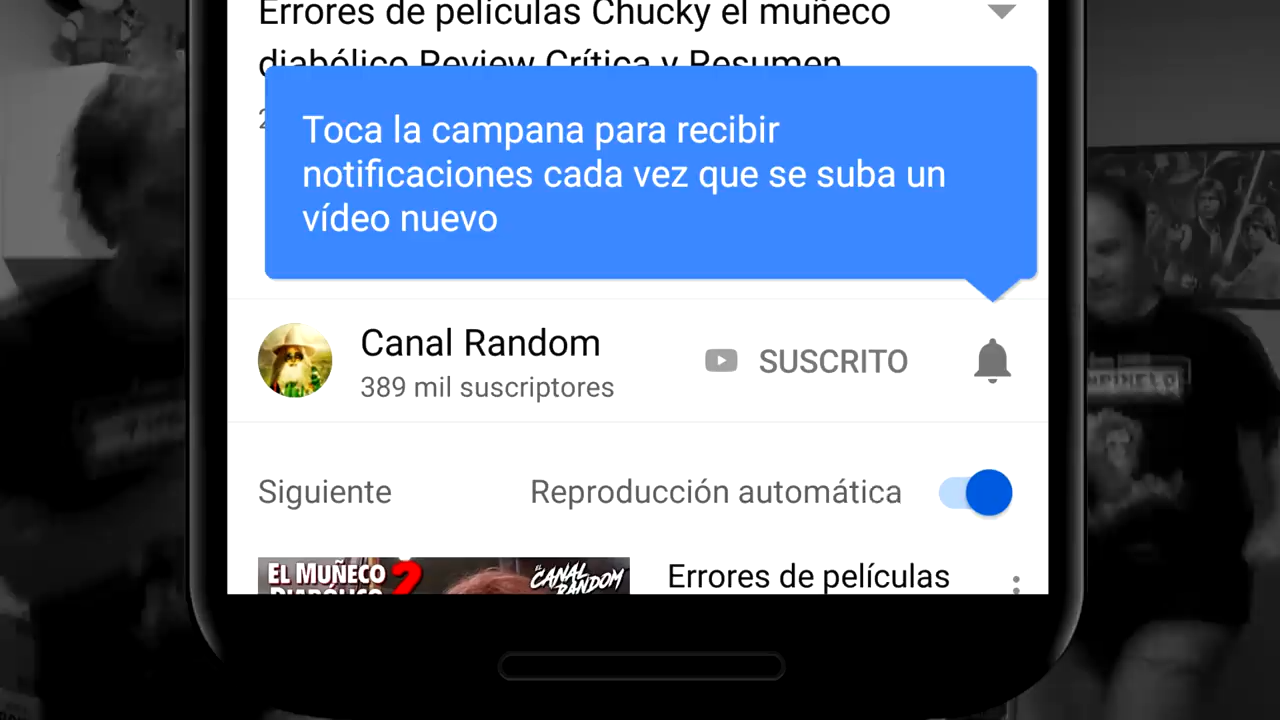 Errores de películas Chucky el muñeco
diabólico Review Crítica y Resumen
Toca la campana para recibir
notificaciones cada vez que se suba un
vídeo nuevo
Canal Random
389 mil suscriptores
SUSCRITO
Siguiente
Reproducción automática
EL MUÑECO
DIABÓLICO 2
EL CANAL
RANDOM
Errores de películas